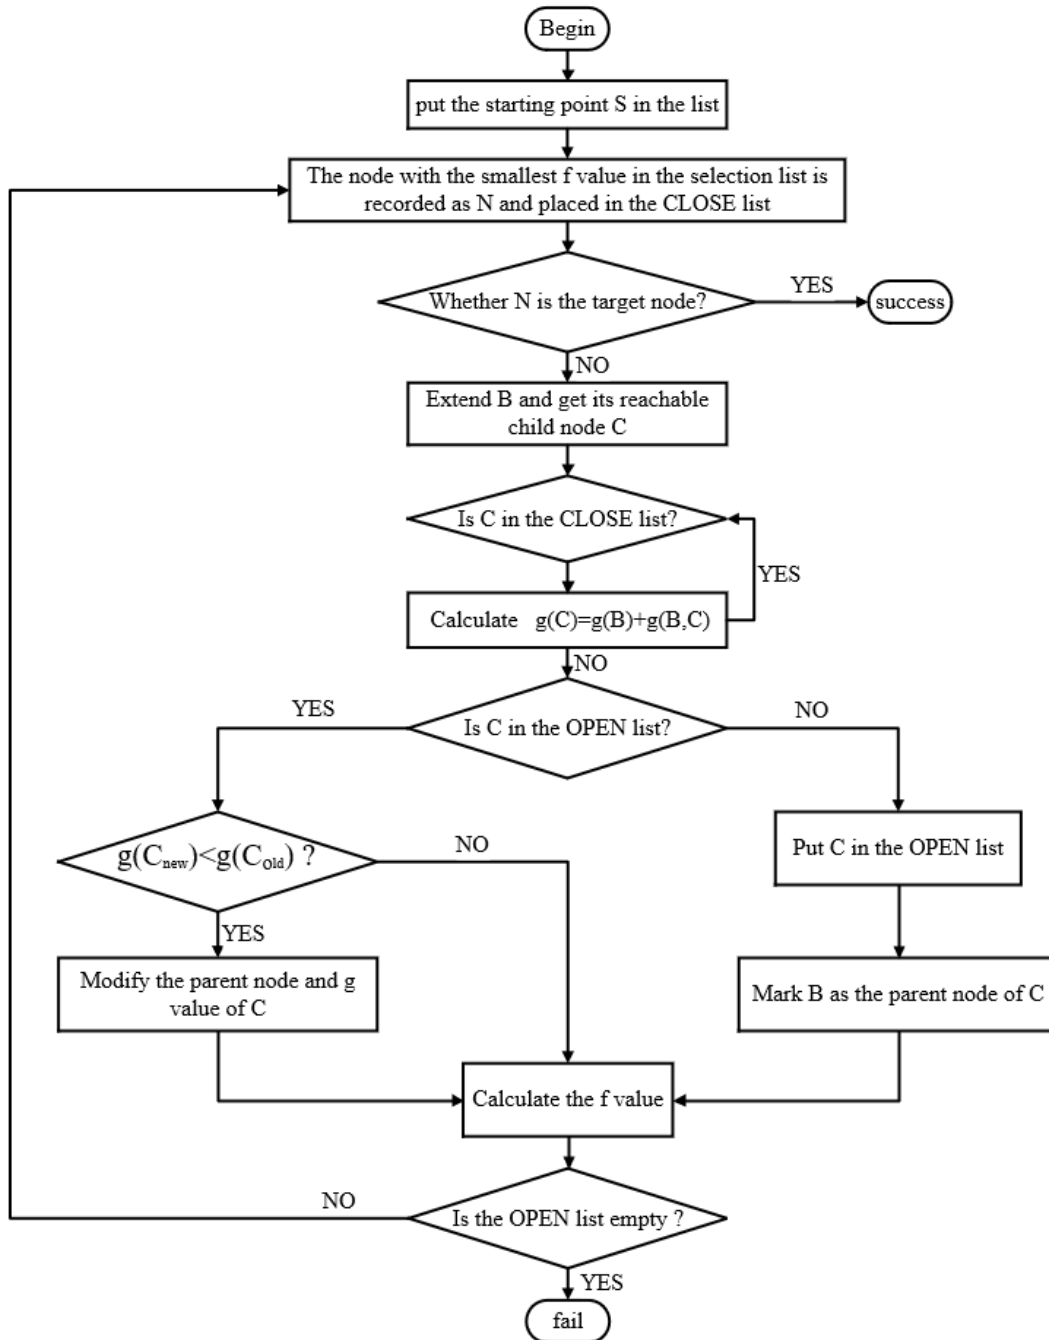 Begin
put the starting point S in the list
The node with the smallest f value in the selection list is
recorded as N and placed in the CLOSE list
Whether N is the target node?
YES
success
NO
Extend B and get its reachable
child node C
Is C in the CLOSE list?
YES
Calculate g(C)=g(B)+g(B,C)
NO
YES
Is C in the OPEN list?
NO
g(Cnew)<g(COld) ?
NO
Put C in the OPEN list
YES
Modify the parent node and g
value of C
Mark B as the parent node of C
Calculate the f value
NO
Is the OPEN list empty ?
YES
fail